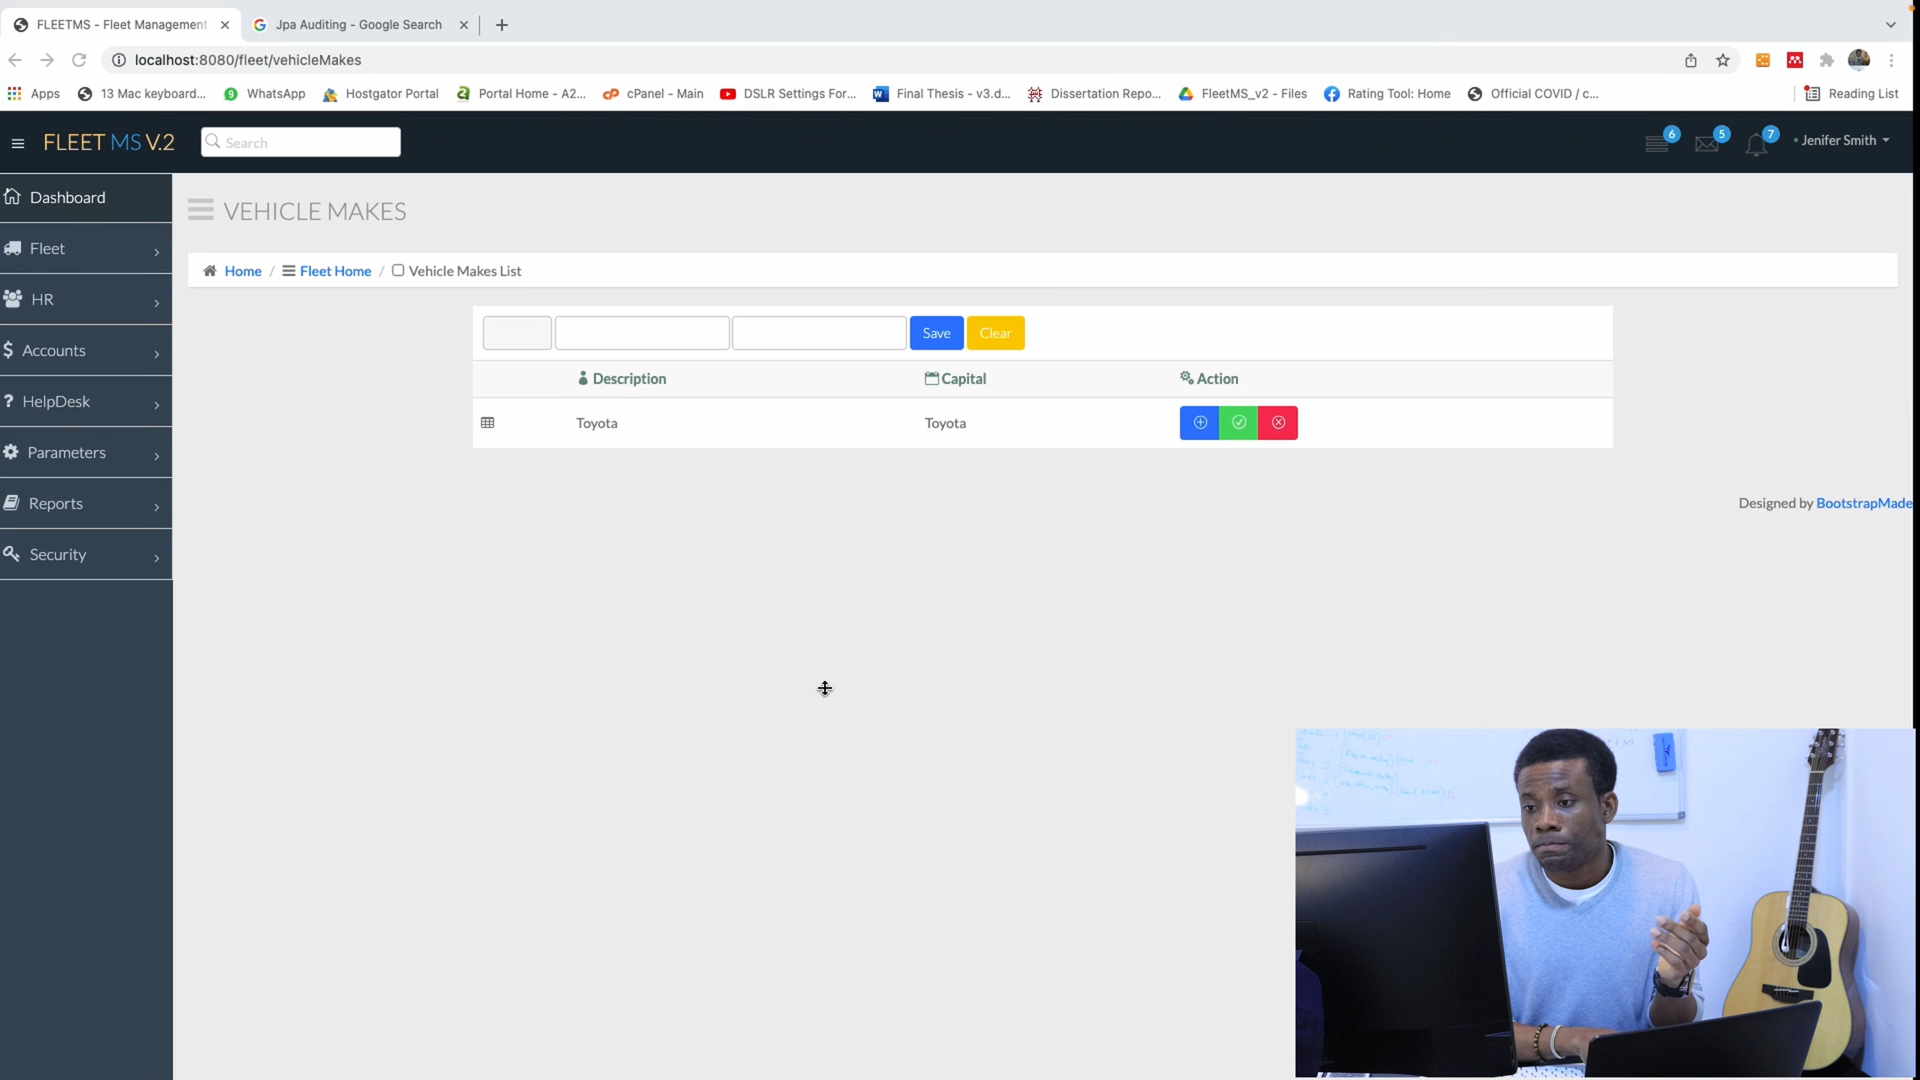 FLEETMS - Fleet Management
Jpa Auditing - Google Search
localhost:8080/fleet/vehicleMakes
Apps
13 Mac keyboard...
WhatsApp
Hostgator Portal
Portal Home - A2...
cPanel - Main
DSLR Settings For...
Final Thesis - v3.d...
Dissertation Repo...
FleetMS_v2 - Files
Rating Tool: Home
Official COVID / c...
Reading List
FLEET MS V.2
Search
6
5
7
Jenifer Smith
Dashboard
Fleet
HR
Accounts
HelpDesk
Parameters
Reports
Security
VEHICLE MAKES
Home / Fleet Home / Vehicle Makes List
Save
Clear
Description
Capital
Action
Toyota
Toyota
Designed by BootstrapMade